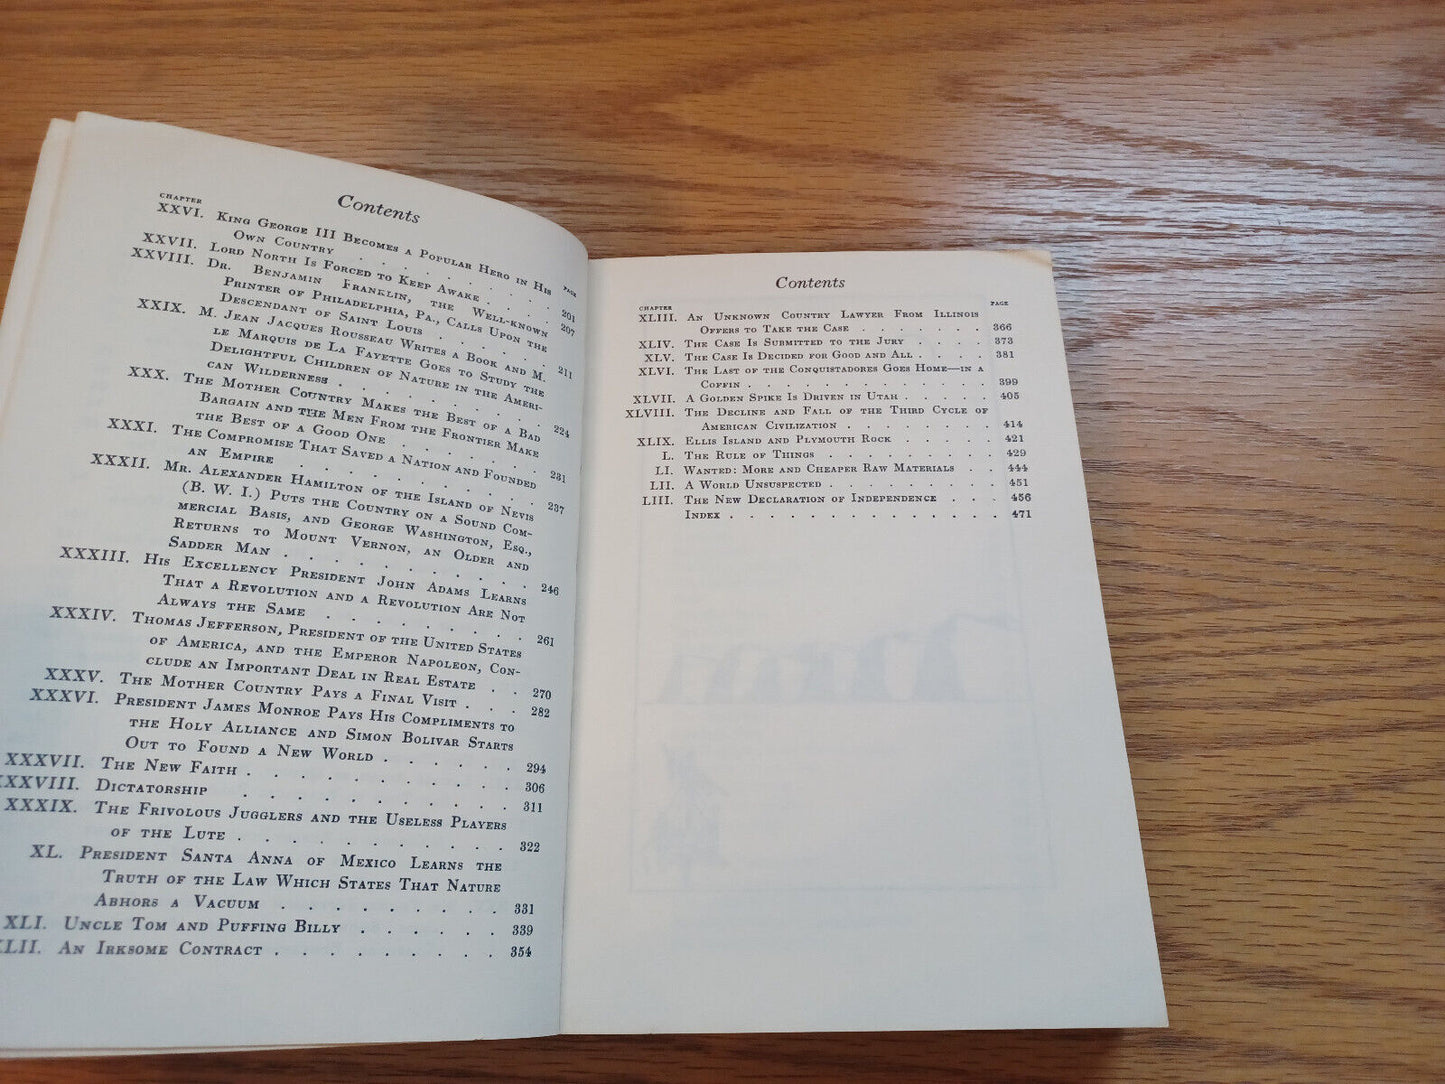 Contents
CHAPTER
PAGE
XXVI. KING GEORGE III BECOMES A POPULAR HERO IN HIS
OWN COUNTRY . . . . . . . . 201
XXVII. LORD NORTH IS FORCED TO KEEP AWAKE . . . . 207
XXVIII. DR. BENJAMIN FRANKLIN, THE WELL-KNOWN
PRINTER OF PHILADELPHIA, PA., CALLS UPON THE
DESCENDANT OF SAINT LOUIS . . . . . . 211
XXIX. M. JEAN JACQUES ROUSSEAU WRITES A BOOK AND M.
LE MARQUIS DE LA FAYETTE GOES TO STUDY THE
DELIGHTFUL CHILDREN OF NATURE IN THE AMERI-
CAN WILDERNESS . . . . . . . . 224
XXX. THE MOTHER COUNTRY MAKES THE BEST OF A BAD
BARGAIN AND THE MEN FROM THE FRONTIER MAKE
THE BEST OF A GOOD ONE . . . . . . 231
XXXI. THE COMPROMISE THAT SAVED A NATION AND FOUNDED
AN EMPIRE . . . . . . . . . 237
XXXII. MR. ALEXANDER HAMILTON OF THE ISLAND OF NEVIS
(B. W. I.) PUTS THE COUNTRY ON A SOUND COM-
MERCIAL BASIS, AND GEORGE WASHINGTON, ESQ.,
RETURNS TO MOUNT VERNON, AN OLDER AND
SADDER MAN . . . . . . . . . 246
XXXIII. HIS EXCELLENCY PRESIDENT JOHN ADAMS LEARNS
THAT A REVOLUTION AND A REVOLUTION ARE NOT
ALWAYS THE SAME . . . . . . . . 261
XXXIV. THOMAS JEFFERSON, PRESIDENT OF THE UNITED STATES
OF AMERICA, AND THE EMPEROR NAPOLEON, CON-
CLUDE AN IMPORTANT DEAL IN REAL ESTATE . . 270
XXXV. THE MOTHER COUNTRY PAYS A FINAL VISIT . . . 282
XXXVI. PRESIDENT JAMES MONROE PAYS HIS COMPLIMENTS TO
THE HOLY ALLIANCE AND SIMON BOLIVAR STARTS
OUT TO FOUND A NEW WORLD . . . . . . 294
XXXVII. THE NEW FAITH . . . . . . . . . . . 306
XXXVIII. DICTATORSHIP . . . . . . . . . . . 311
XXXIX. THE FRIVOLOUS JUGGLERS AND THE USELESS PLAYERS
OF THE LUTE . . . . . . . . . . . 322
XL. PRESIDENT SANTA ANNA OF MEXICO LEARNS THE
TRUTH OF THE LAW WHICH STATES THAT NATURE
ABHORS A VACUUM . . . . . . . . . 331
XLI. UNCLE TOM AND PUFFING BILLY . . . . . . 339
XLII. AN IRKSOME CONTRACT . . . . . . . . . 354
Contents
CHAPTER
PAGE
XLIII. AN UNKNOWN COUNTRY LAWYER FROM ILLINOIS
OFFERS TO TAKE THE CASE . . . . . . . 366
XLIV. THE CASE IS SUBMITTED TO THE JURY . . . . 373
XLV. THE CASE IS DECIDED FOR GOOD AND ALL . . . . 381
XLVI. THE LAST OF THE CONQUISTADORES GOES HOME—IN A
COFFIN . . . . . . . . . . . . 399
XLVII. A GOLDEN SPIKE IS DRIVEN IN UTAH . . . . . 405
XLVIII. THE DECLINE AND FALL OF THE THIRD CYCLE OF
AMERICAN CIVILIZATION . . . . . . . 414
XLIX. ELLIS ISLAND AND PLYMOUTH ROCK . . . . . 421
L. THE RULE OF THINGS . . . . . . . . 429
LI. WANTED: MORE AND CHEAPER RAW MATERIALS . . 444
LII. A WORLD UNSUSPECTED . . . . . . . . 451
LIII. THE NEW DECLARATION OF INDEPENDENCE . . . 456
INDEX . . . . . . . . . . . . . . 471